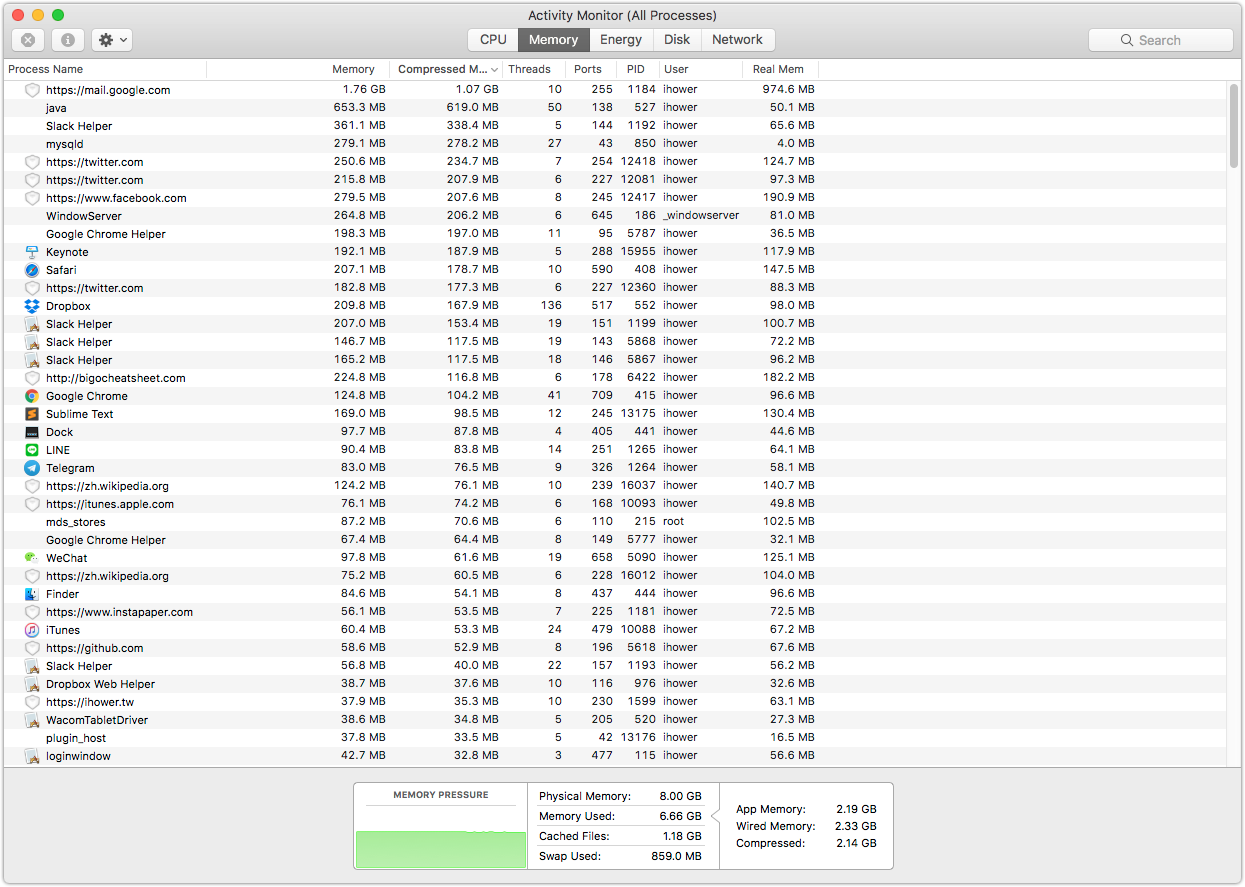 Activity Monitor (All Processes)
CPU Memory Energy Disk Network Search
Process Name Memory Compressed M... Threads Ports PID User Real Mem
https://mail.google.com 1.76 GB 1.07 GB 10 255 1184 ihower 974.6 MB
java 653.3 MB 619.0 MB 50 138 527 ihower 50.1 MB
Slack Helper 361.1 MB 338.4 MB 5 144 1192 ihower 65.6 MB
mysqld 279.1 MB 278.2 MB 27 43 850 ihower 4.0 MB
https://twitter.com 250.6 MB 234.7 MB 7 254 12418 ihower 124.7 MB
https://twitter.com 215.8 MB 207.9 MB 6 227 12081 ihower 97.3 MB
https://www.facebook.com 279.5 MB 207.6 MB 8 245 12417 ihower 190.9 MB
WindowServer 264.8 MB 206.2 MB 6 645 186 _windowserver 81.0 MB
Google Chrome Helper 198.3 MB 197.0 MB 11 95 5787 ihower 36.5 MB
Keynote 192.1 MB 187.9 MB 5 288 15955 ihower 117.9 MB
Safari 207.1 MB 178.7 MB 10 590 408 ihower 147.5 MB
https://twitter.com 182.8 MB 177.3 MB 6 227 12360 ihower 88.3 MB
Dropbox 209.8 MB 167.9 MB 136 517 552 ihower 98.0 MB
Slack Helper 207.0 MB 153.4 MB 19 151 1199 ihower 100.7 MB
Slack Helper 146.7 MB 117.5 MB 19 143 5868 ihower 72.2 MB
Slack Helper 165.2 MB 117.5 MB 18 146 5867 ihower 96.2 MB
http://bigocheatsheet.com 224.8 MB 116.8 MB 6 178 6422 ihower 182.2 MB
Google Chrome 124.8 MB 104.2 MB 41 709 415 ihower 96.6 MB
Sublime Text 169.0 MB 98.5 MB 12 245 13175 ihower 130.4 MB
Dock 97.7 MB 87.8 MB 4 405 441 ihower 44.6 MB
LINE 90.4 MB 83.8 MB 14 251 1265 ihower 64.1 MB
Telegram 83.0 MB 76.5 MB 9 326 1264 ihower 58.1 MB
https://zh.wikipedia.org 124.2 MB 76.1 MB 10 239 16037 ihower 140.7 MB
https://itunes.apple.com 76.1 MB 74.2 MB 6 168 10093 ihower 49.8 MB
mds_stores 87.2 MB 70.6 MB 6 110 215 root 102.5 MB
Google Chrome Helper 67.4 MB 64.4 MB 8 149 5777 ihower 32.1 MB
WeChat 97.8 MB 61.6 MB 19 658 5090 ihower 125.1 MB
https://zh.wikipedia.org 75.2 MB 60.5 MB 6 228 16012 ihower 104.0 MB
Finder 84.6 MB 54.1 MB 8 437 444 ihower 96.6 MB
https://www.instapaper.com 56.1 MB 53.5 MB 7 225 1181 ihower 72.5 MB
iTunes 60.4 MB 53.3 MB 24 479 10088 ihower 67.2 MB
https://github.com 58.6 MB 52.9 MB 8 196 5618 ihower 67.6 MB
Slack Helper 56.8 MB 40.0 MB 22 157 1193 ihower 56.2 MB
Dropbox Web Helper 38.7 MB 37.6 MB 10 116 976 ihower 32.6 MB
https://ihower.tw 37.9 MB 35.3 MB 10 230 1599 ihower 63.1 MB
WacomTabletDriver 38.6 MB 34.8 MB 5 205 520 ihower 27.3 MB
plugin_host 37.8 MB 33.5 MB 5 42 13176 ihower 16.5 MB
loginwindow 42.7 MB 32.8 MB 3 477 115 ihower 56.6 MB
MEMORY PRESSURE
Physical Memory: 8.00 GB
Memory Used: 6.66 GB
Cached Files: 1.18 GB
Swap Used: 859.0 MB
App Memory: 2.19 GB
Wired Memory: 2.33 GB
Compressed: 2.14 GB